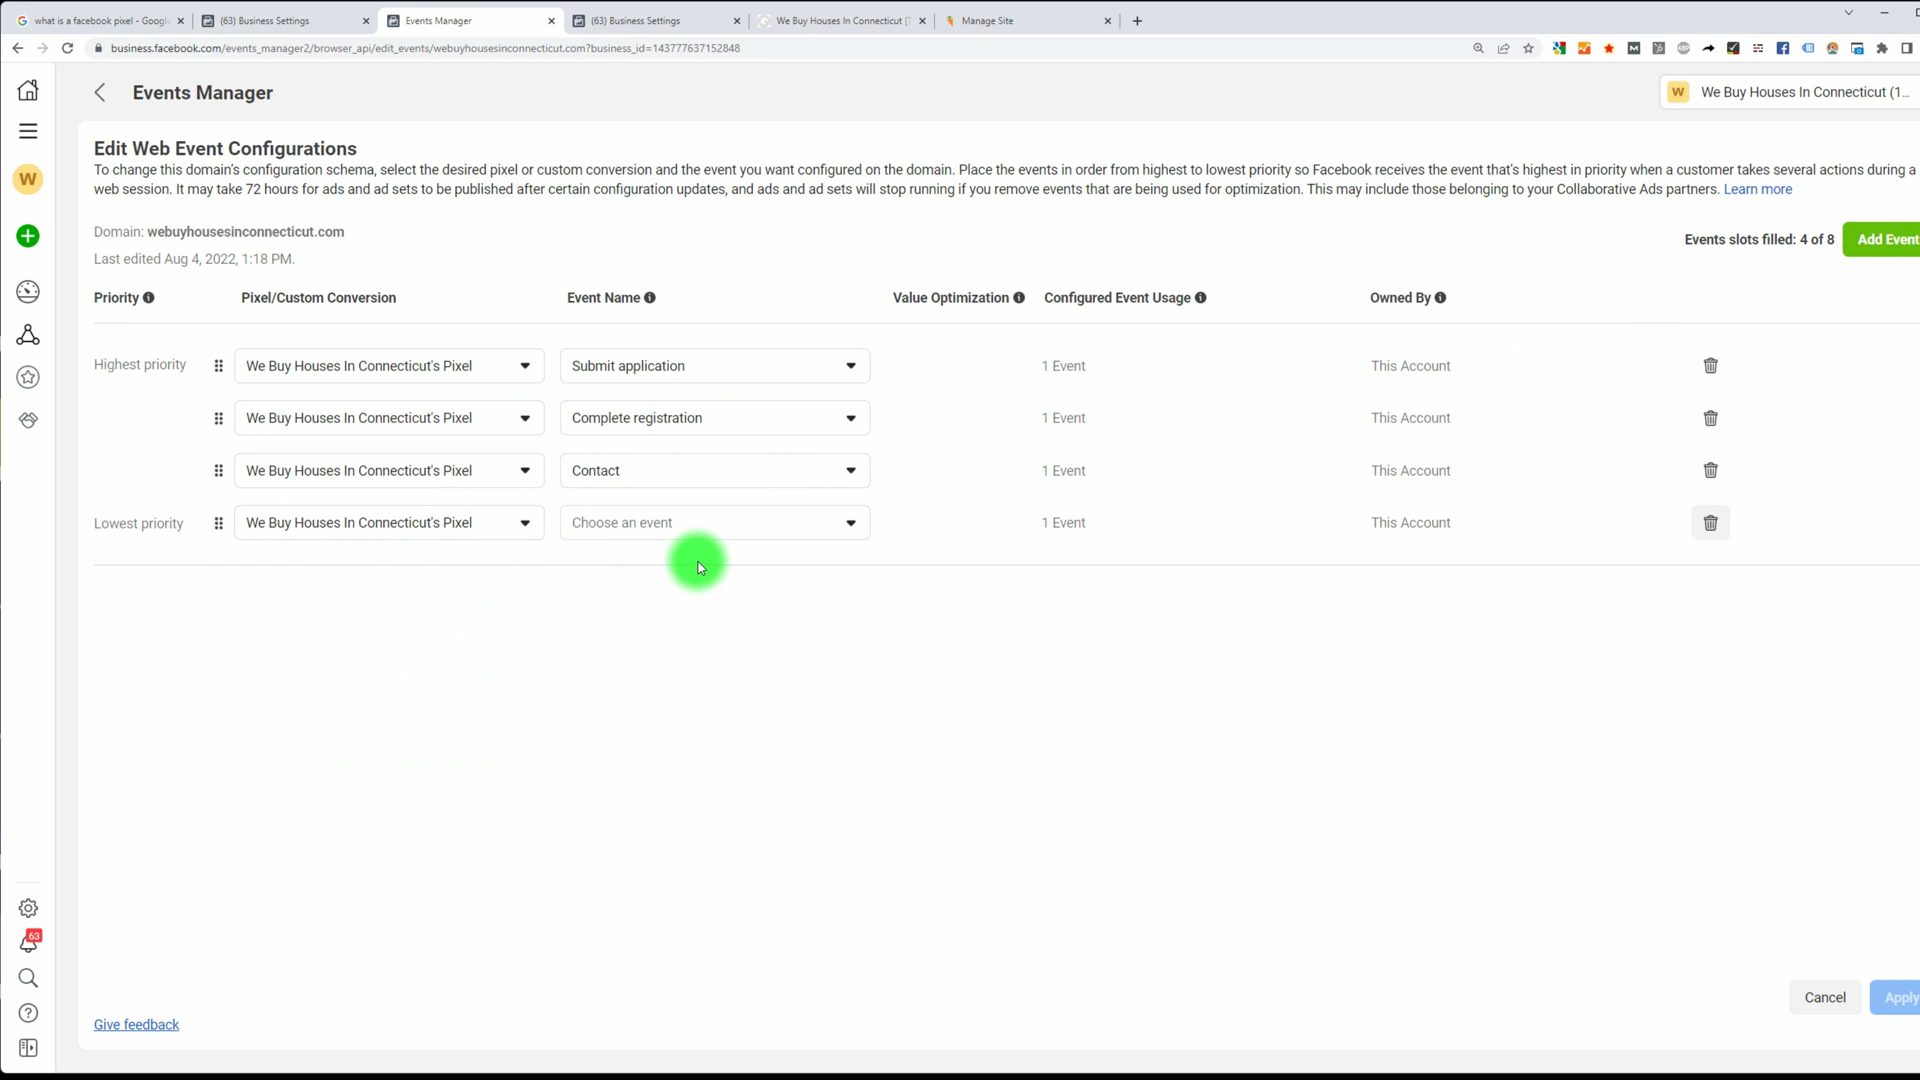 what is a facebook pixel - Google
(63) Business Settings
Events Manager
(63) Business Settings
We Buy Houses In Connecticut [
Manage Site
business.facebook.com/events_manager2/browser_api/edit_events/webuyhousesinconnecticut.com?business_id=143777637152848
Events Manager
W We Buy Houses In Connecticut (1...
W
Edit Web Event Configurations
To change this domain's configuration schema, select the desired pixel or custom conversion and the event you want configured on the domain. Place the events in order from highest to lowest priority so Facebook receives the event that's highest in priority when a customer takes several actions during a
web session. It may take 72 hours for ads and ad sets to be published after certain configuration updates, and ads and ad sets will stop running if you remove events that are being used for optimization. This may include those belonging to your Collaborative Ads partners. Learn more
Domain: webuyhousesinconnecticut.com
Events slots filled: 4 of 8 Add Event
Last edited Aug 4, 2022, 1:18 PM.
Priority Pixel/Custom Conversion Event Name Value Optimization Configured Event Usage Owned By
Highest priority We Buy Houses In Connecticut's Pixel Submit application 1 Event This Account
We Buy Houses In Connecticut's Pixel Complete registration 1 Event This Account
We Buy Houses In Connecticut's Pixel Contact 1 Event This Account
Lowest priority We Buy Houses In Connecticut's Pixel Choose an event 1 Event This Account
63
Cancel Apply
Give feedback